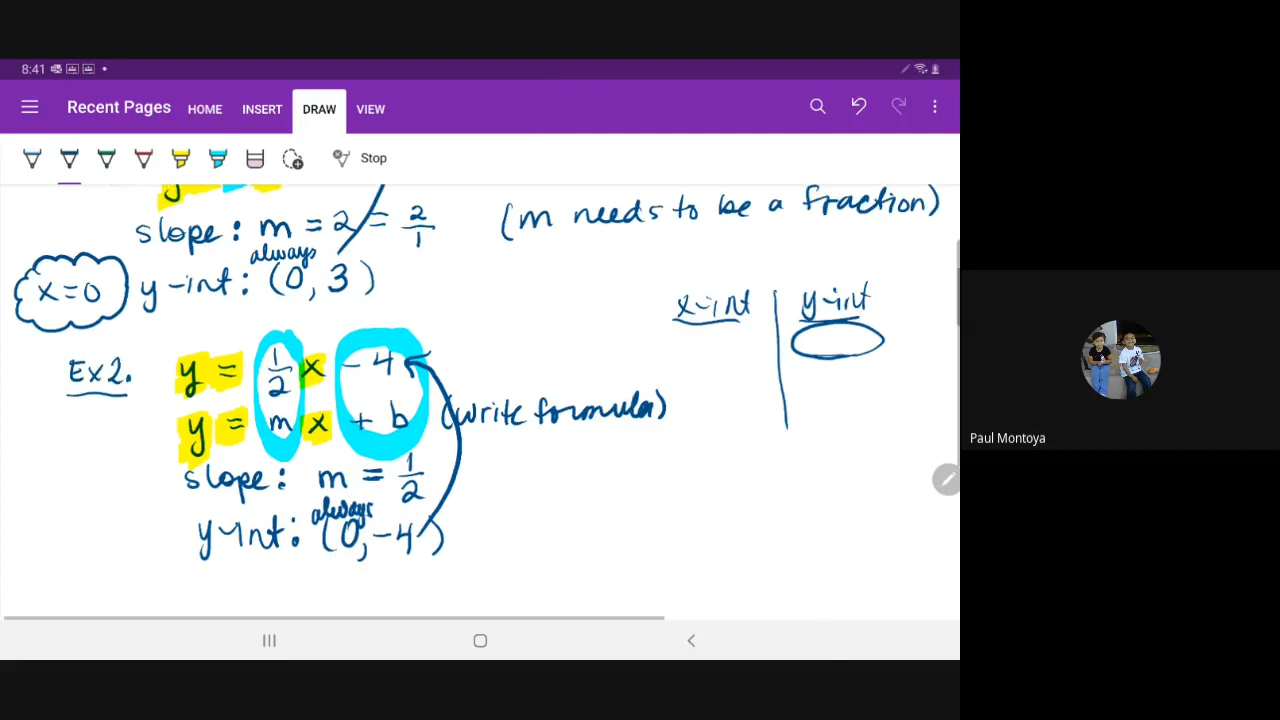 8:41
Recent Pages HOME INSERT DRAW VIEW
Stop
slope: m = 2 = 2/1 (m needs to be a fraction)
always
x=0 y-int: (0, 3)
x-int y-int
Ex2. y = 1/2 x - 4
y = m x + b (write formula)
slope: m = 1/2
always
y-int: (0, -4)
Paul Montoya